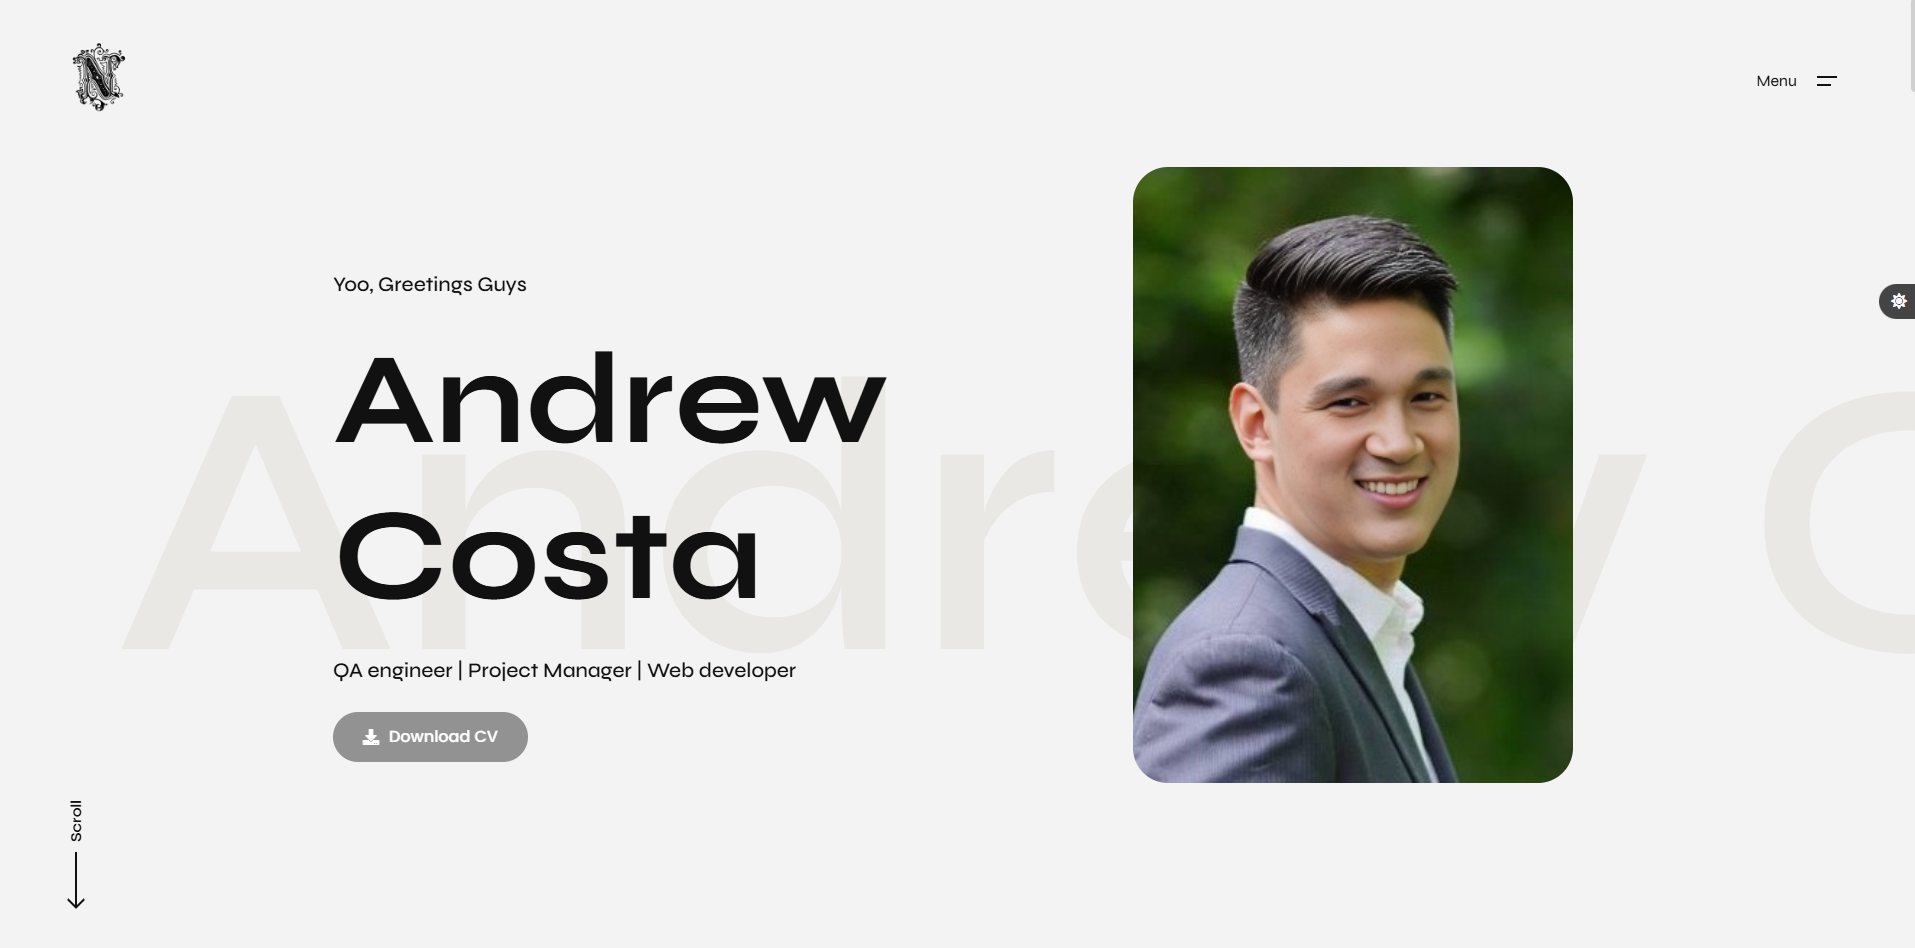 N
Menu
Yoo, Greetings Guys
Andrew
Costa
QA engineer | Project Manager | Web developer
Download CV
Scroll
Andrew C